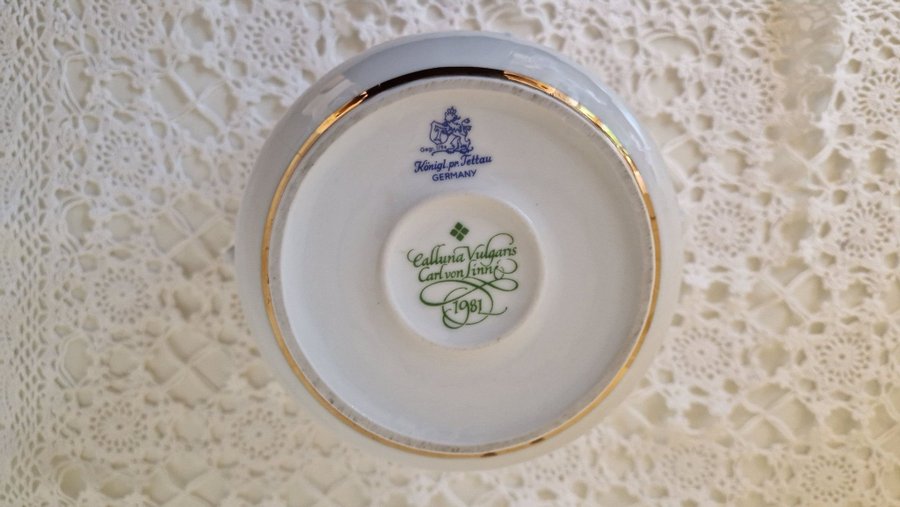 Königl. pr. Tettau
GERMANY
Calluna Vulgaris
Carl von Linné
1981